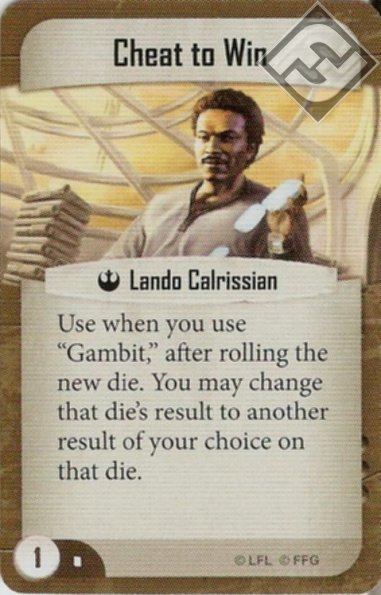 Cheat to Win
Lando Calrissian
Use when you use
“Gambit,” after rolling the
new die. You may change
that die’s result to another
result of your choice on
that die.
1
© LFL © FFG